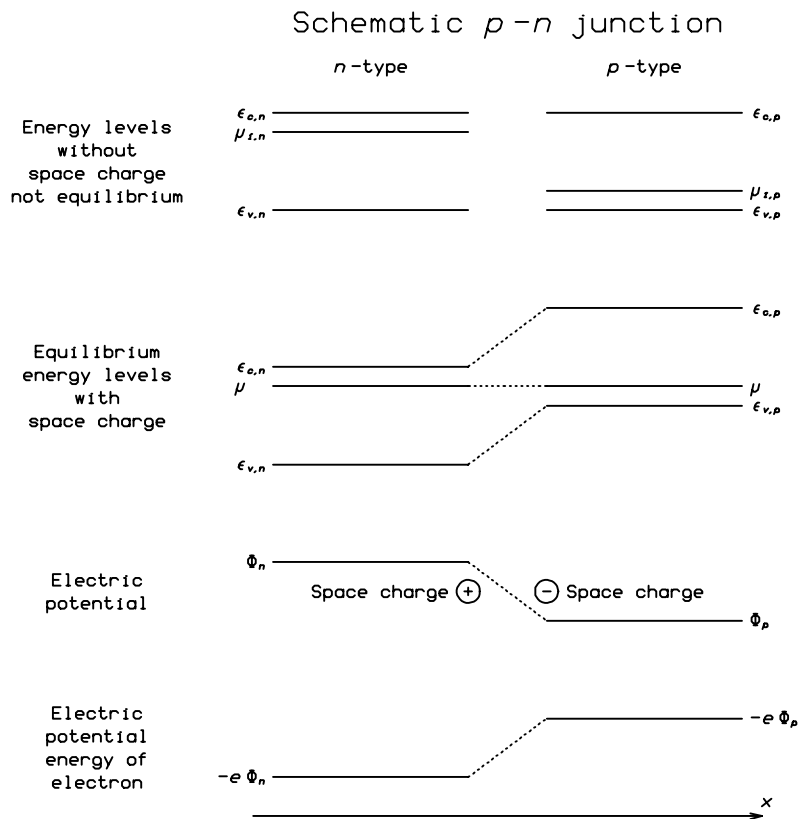 Schematic p-n junction
n-type
p-type
Energy levels
without
space charge
not equilibrium
ϵc,n
μI,n
ϵv,n
ϵc,p
μI,p
ϵv,p
Equilibrium
energy levels
with
space charge
ϵc,n
μ
ϵv,n
ϵc,p
μ
ϵv,p
Electric
potential
Φn
Space charge +
- Space charge
Φp
Electric
potential
energy of
electron
-e Φn
-e Φp
x